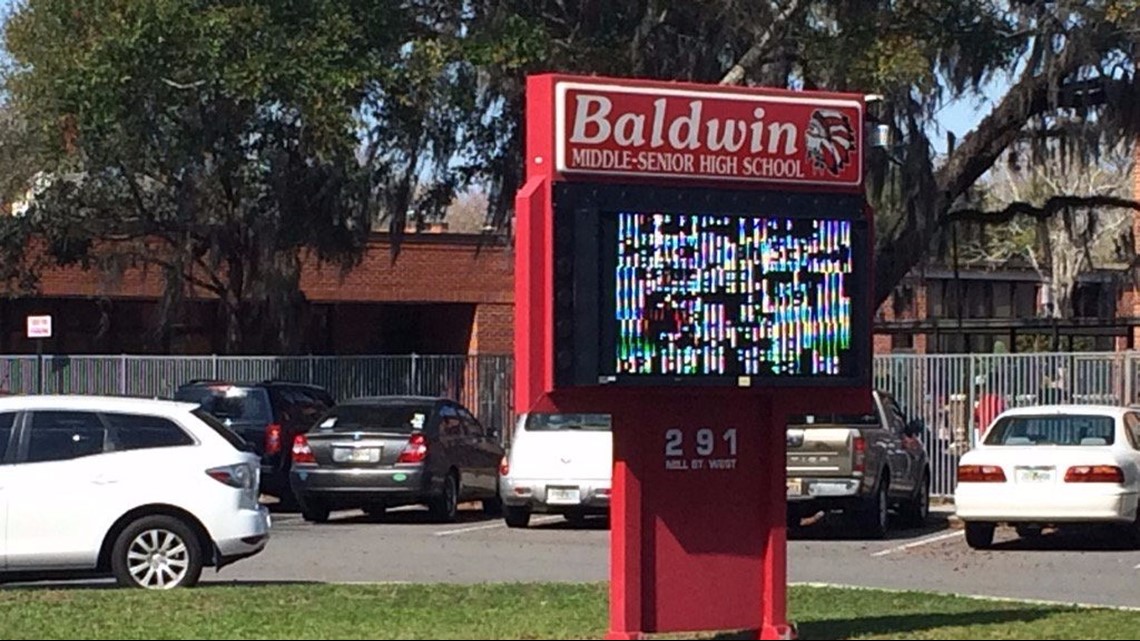 Baldwin
MIDDLE-SENIOR HIGH SCHOOL
291
MILL ST. WEST